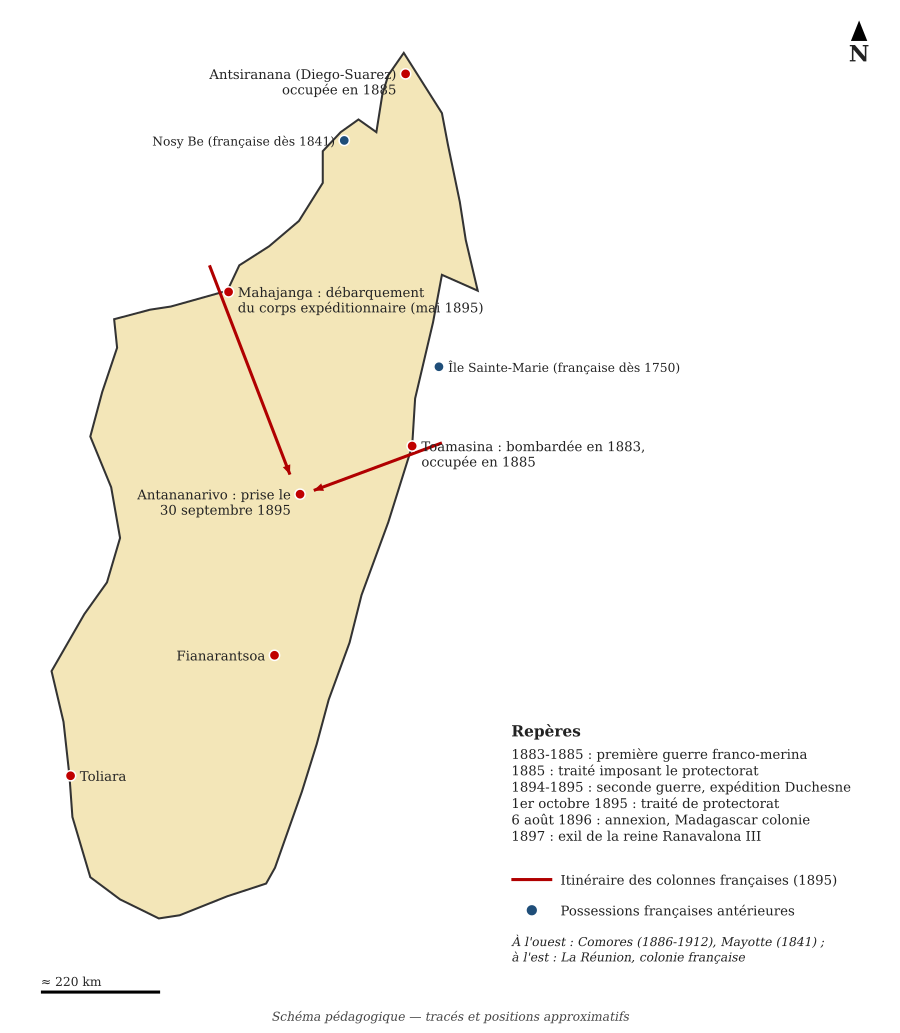 N
Antsiranana (Diego-Suarez)
occupée en 1885
Nosy Be (française dès 1841)
Mahajanga : débarquement
du corps expéditionnaire (mai 1895)
Île Sainte-Marie (française dès 1750)
Toamasina : bombardée en 1883,
occupée en 1885
Antananarivo : prise le
30 septembre 1895
Fianarantsoa
Toliara
Repères
1883-1885 : première guerre franco-merina
1885 : traité imposant le protectorat
1894-1895 : seconde guerre, expédition Duchesne
1er octobre 1895 : traité de protectorat
6 août 1896 : annexion, Madagascar colonie
1897 : exil de la reine Ranavalona III
Itinéraire des colonnes françaises (1895)
Possessions françaises antérieures
À l'ouest : Comores (1886-1912), Mayotte (1841) ;
à l'est : La Réunion, colonie française
≈ 220 km
Schéma pédagogique — tracés et positions approximatifs